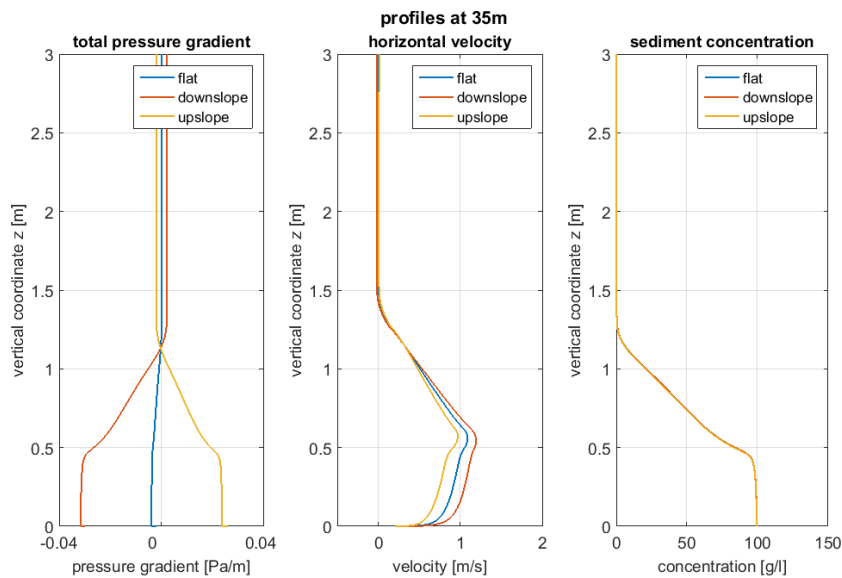 profiles at 35m
total pressure gradient
3
2.5
2
1.5
1
0.5
0
-0.04
0
0.04
vertical coordinate z [m]
pressure gradient [Pa/m]
flat
downslope
upslope
horizontal velocity
3
2.5
2
1.5
1
0.5
0
0
1
2
vertical coordinate z [m]
velocity [m/s]
flat
downslope
upslope
sediment concentration
3
2.5
2
1.5
1
0.5
0
0
50
100
150
vertical coordinate z [m]
concentration [g/l]
flat
downslope
upslope